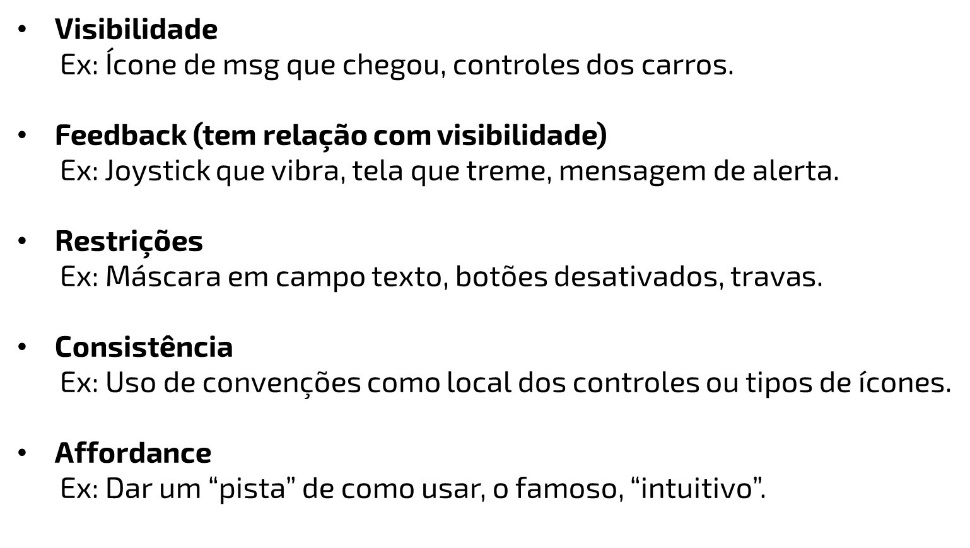 • Visibilidade
Ex: Ícone de msg que chegou, controles dos carros.
• Feedback (tem relação com visibilidade)
Ex: Joystick que vibra, tela que treme, mensagem de alerta.
• Restrições
Ex: Máscara em campo texto, botões desativados, travas.
• Consistência
Ex: Uso de convenções como local dos controles ou tipos de ícones.
• Affordance
Ex: Dar um “pista” de como usar, o famoso, “intuitivo”.